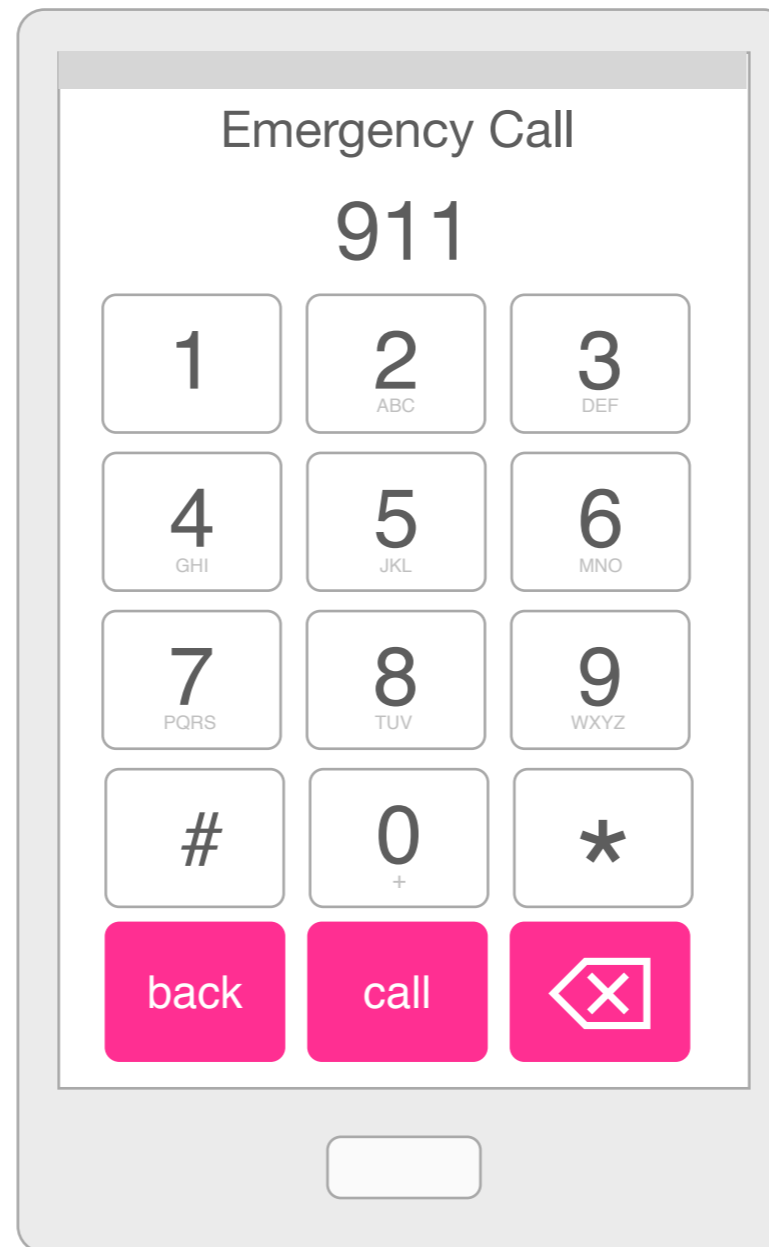 Emergency Call
911
1 2 3
ABC DEF
4 5 6
GHI JKL MNO
7 8 9
PQRS TUV WXYZ
# 0 *
+
back call